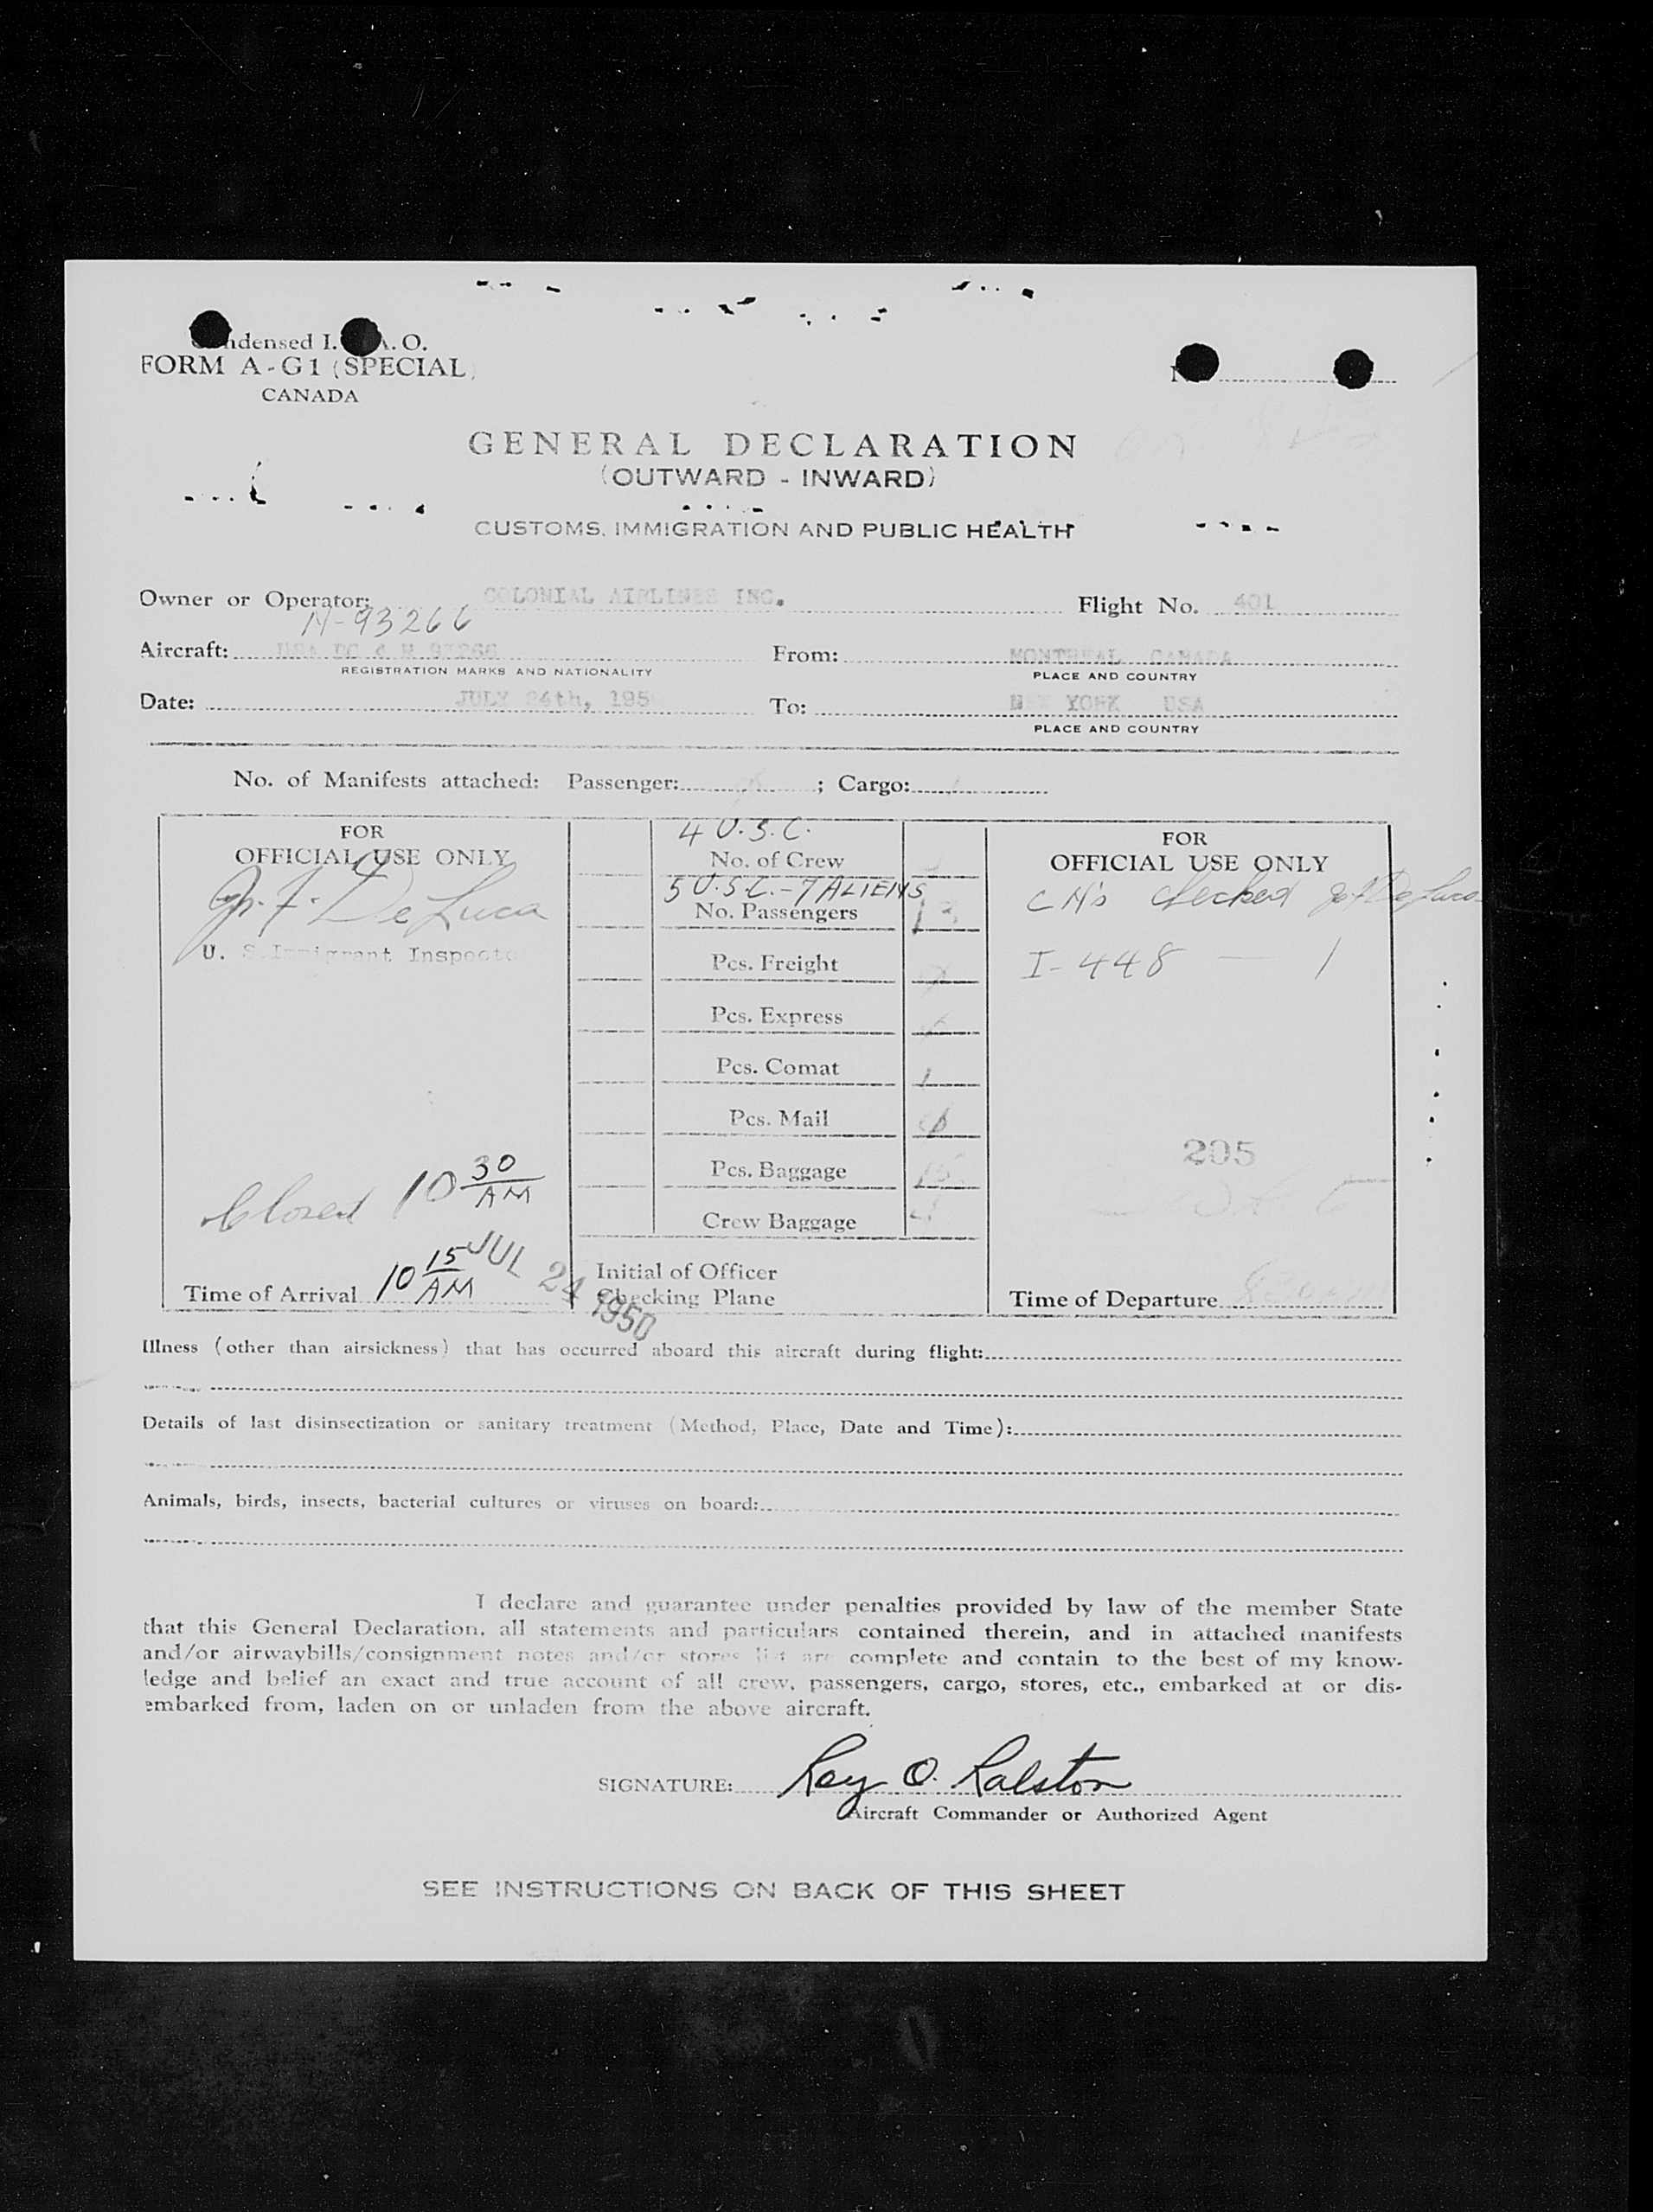 ndensed I. A. O.
FORM A-G1 (SPECIAL)
CANADA
GENERAL DECLARATION
(OUTWARD - INWARD)
CUSTOMS, IMMIGRATION AND PUBLIC HEALTH
Owner or Operator: COLONIAL AIRLINES INC. Flight No. 401
N-93266
Aircraft: USA DC 4 N 93266 From: MONTREAL CANADA
REGISTRATION MARKS AND NATIONALITY PLACE AND COUNTRY
Date: JULY 24th, 195 To: NEW YORK USA
PLACE AND COUNTRY
No. of Manifests attached: Passenger: ; Cargo:
FOR
OFFICIAL USE ONLY
De Luca
U. S. Immigrant Inspector
Closed 10 30 AM
Time of Arrival 10 15 AM
JUL 24 1950
4 U.S.C.
No. of Crew
5 U.S.C. - 7 ALIENS
No. Passengers
Pcs. Freight
Pcs. Express
Pcs. Comat 1
Pcs. Mail
Pcs. Baggage
Crew Baggage 4
Initial of Officer
Checking Plane
FOR
OFFICIAL USE ONLY
checked
I-448 — 1
205
Time of Departure
Illness (other than airsickness) that has occurred aboard this aircraft during flight:
Details of last disinsectization or sanitary treatment (Method, Place, Date and Time):
Animals, birds, insects, bacterial cultures or viruses on board:
I declare and guarantee under penalties provided by law of the member State
that this General Declaration, all statements and particulars contained therein, and in attached manifests
and/or airwaybills/consignment notes and/or stores list are complete and contain to the best of my know-
ledge and belief an exact and true account of all crew, passengers, cargo, stores, etc., embarked at or dis-
embarked from, laden on or unladen from the above aircraft.
SIGNATURE: Ray O. Ralston
Aircraft Commander or Authorized Agent
SEE INSTRUCTIONS ON BACK OF THIS SHEET